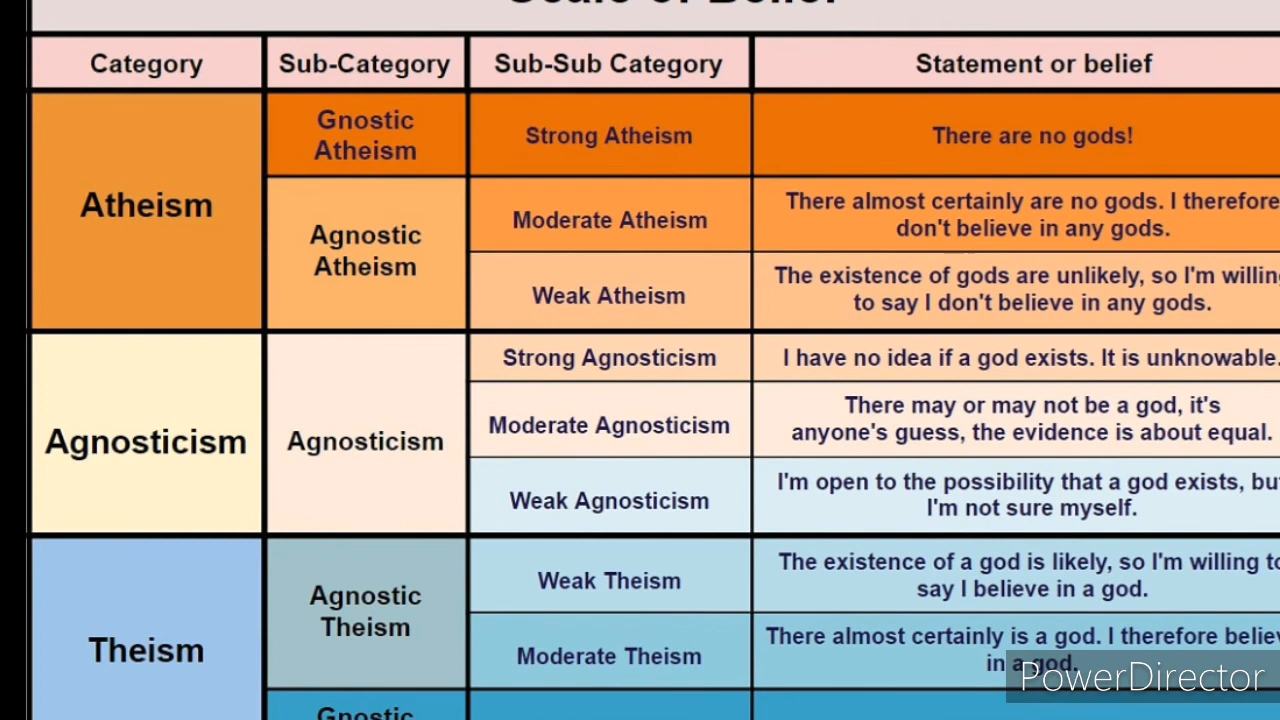 Scale of Belief
Category
Sub-Category
Sub-Sub Category
Statement or belief
Atheism
Gnostic
Atheism
Strong Atheism
There are no gods!
Agnostic
Atheism
Moderate Atheism
There almost certainly are no gods. I therefore
don't believe in any gods.
Weak Atheism
The existence of gods are unlikely, so I'm willing
to say I don't believe in any gods.
Agnosticism
Agnosticism
Strong Agnosticism
I have no idea if a god exists. It is unknowable.
Moderate Agnosticism
There may or may not be a god, it's
anyone's guess, the evidence is about equal.
Weak Agnosticism
I'm open to the possibility that a god exists, but
I'm not sure myself.
Theism
Agnostic
Theism
Weak Theism
The existence of a god is likely, so I'm willing to
say I believe in a god.
Moderate Theism
There almost certainly is a god. I therefore believe
in a god.
Gnostic
PowerDirector